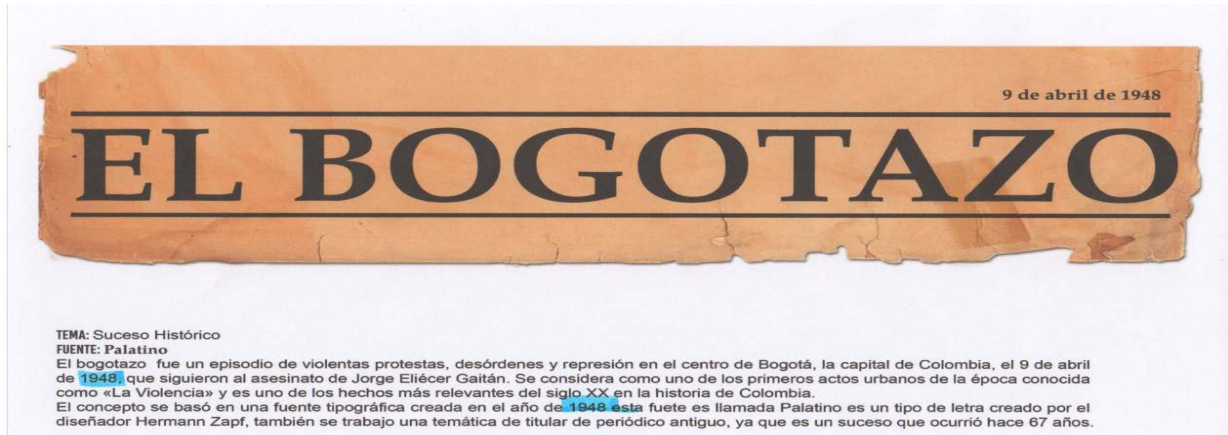 9 de abril de 1948
EL BOGOTAZO
TEMA: Suceso Histórico
FUENTE: Palatino
El bogotazo fue un episodio de violentas protestas, desórdenes y represión en el centro de Bogotá, la capital de Colombia, el 9 de abril
de 1948, que siguieron al asesinato de Jorge Eliécer Gaitán. Se considera como uno de los primeros actos urbanos de la época conocida
como «La Violencia» y es uno de los hechos más relevantes del siglo XX en la historia de Colombia.
El concepto se basó en una fuente tipográfica creada en el año de 1948 esta fuete es llamada Palatino es un tipo de letra creado por el
diseñador Hermann Zapf, también se trabajo una temática de titular de periódico antiguo, ya que es un suceso que ocurrió hace 67 años.